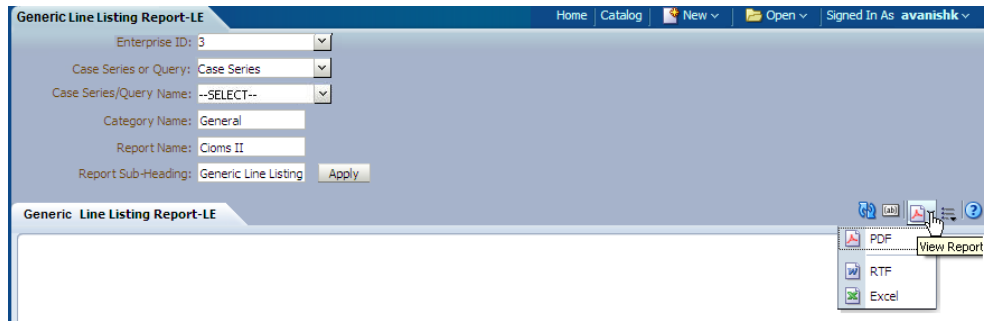 Generic Line Listing Report-LE
Home Catalog New Open Signed In As avanishk
Enterprise ID: 3
Case Series or Query: Case Series
Case Series/Query Name: --SELECT--
Category Name: General
Report Name: Cioms II
Report Sub-Heading: Generic Line Listing Apply
Generic Line Listing Report-LE
[ab]
?
PDF
View Report
RTF
Excel